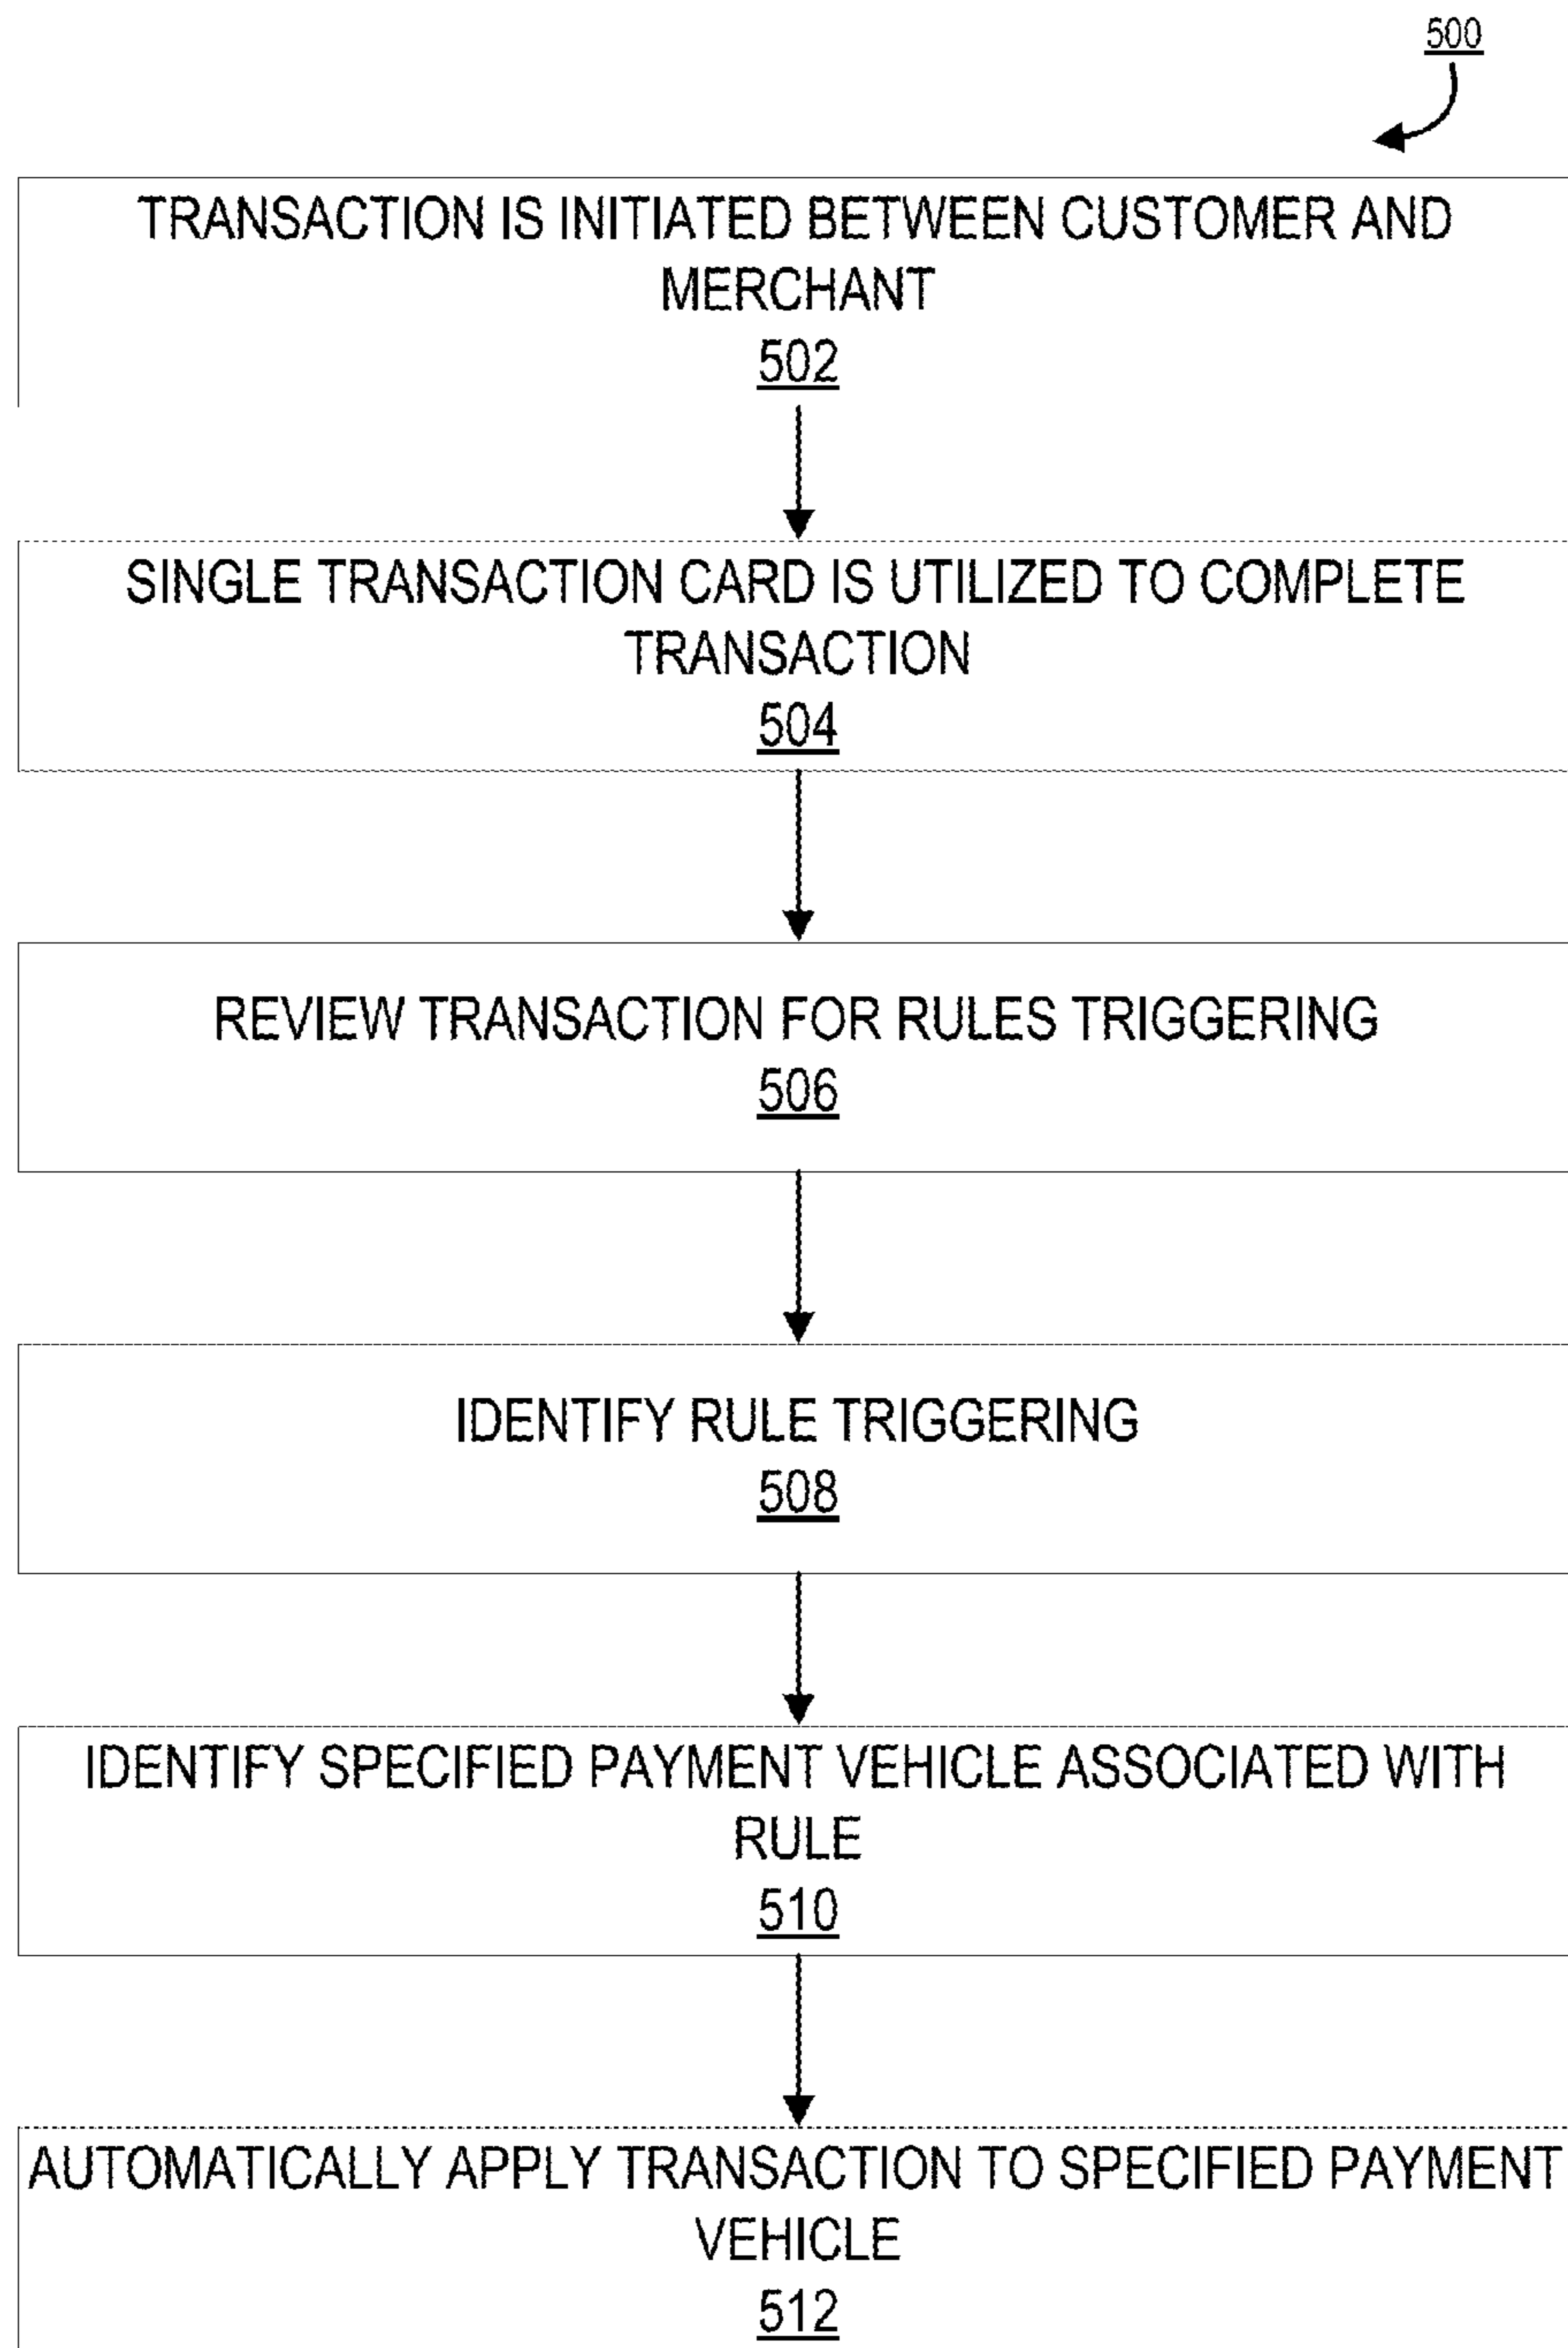 500
TRANSACTION IS INITIATED BETWEEN CUSTOMER AND
MERCHANT
502
SINGLE TRANSACTION CARD IS UTILIZED TO COMPLETE
TRANSACTION
504
REVIEW TRANSACTION FOR RULES TRIGGERING
506
IDENTIFY RULE TRIGGERING
508
IDENTIFY SPECIFIED PAYMENT VEHICLE ASSOCIATED WITH
RULE
510
AUTOMATICALLY APPLY TRANSACTION TO SPECIFIED PAYMENT
VEHICLE
512